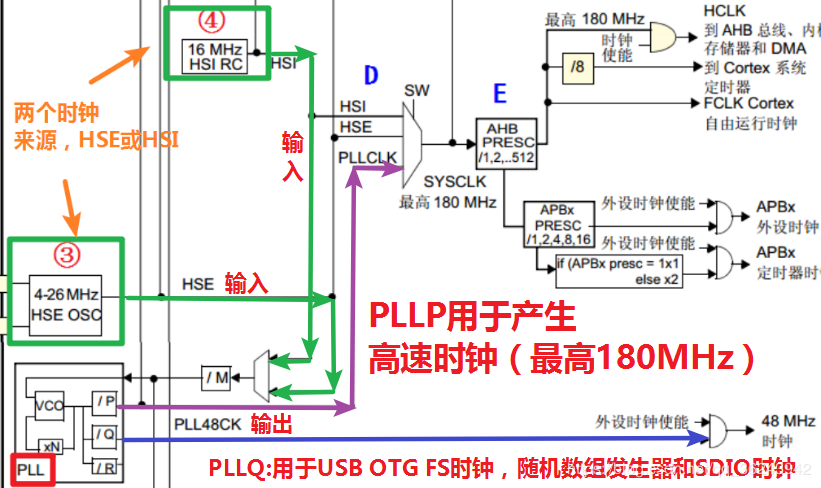 ④
16 MHz
HSI RC
HSI
两个时钟
来源，HSE或HSI
输
入
D
SW
HSI
HSE
PLLCLK
SYSCLK
最高 180 MHz
E
AHB
PRESC
/1,2,..512
最高 180 MHz
时钟
使能
HCLK
到 AHB 总线、内核
存储器和 DMA
/8
到 Cortex 系统
定时器
FCLK Cortex
自由运行时钟
APBx
PRESC
/1,2,4,8,16
外设时钟使能
APBx
外设时钟
if (APBx presc = 1x1
else x2
外设时钟使能
APBx
定时器时
③
4-26 MHz
HSE OSC
HSE
输入
PLLP用于产生
高速时钟（最高180MHz）
/ M
VCO
xN
/ P
/ Q
/ R
PLL
PLL48CK
输出
外设时钟使能
48 MHz
时钟
PLLQ:用于USB OTG FS时钟，随机数组发生器和SDIO时钟